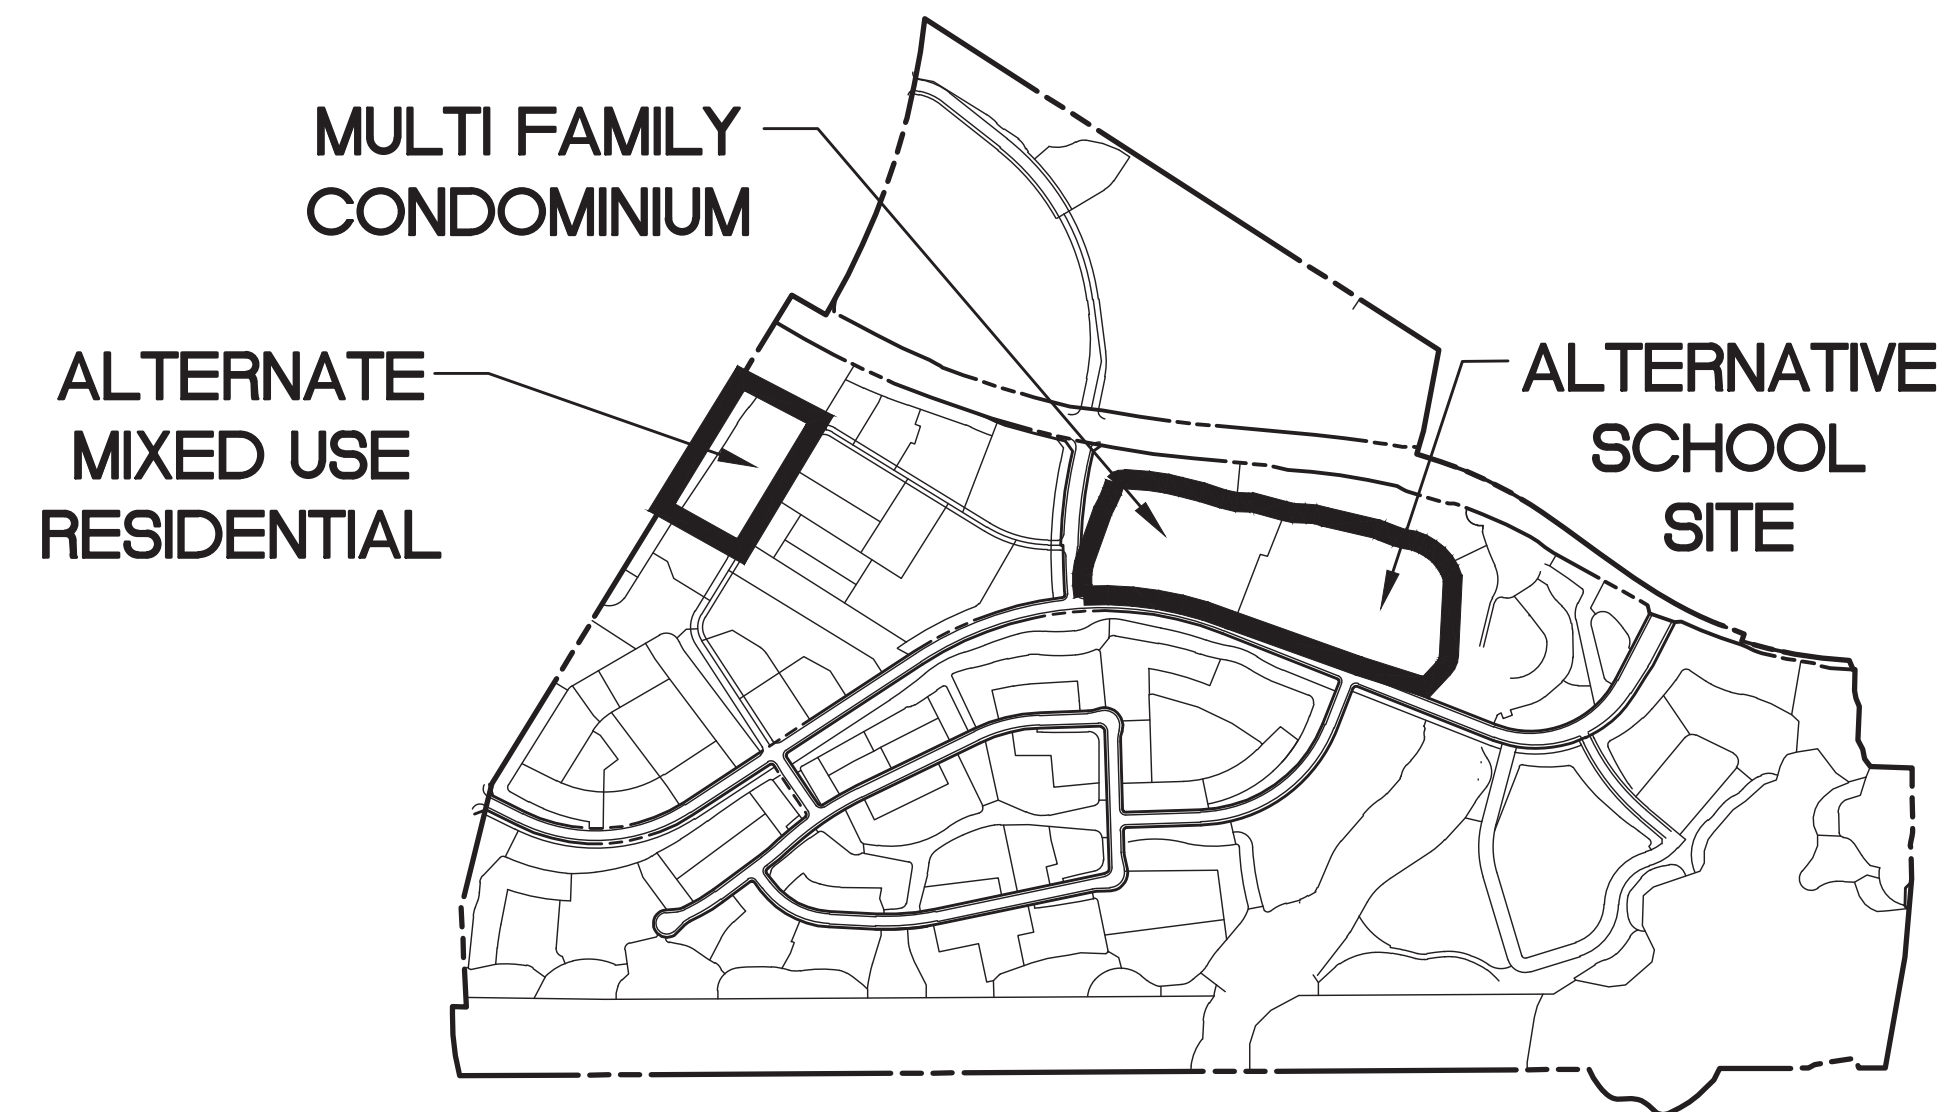 MULTI FAMILY
CONDOMINIUM
ALTERNATE
MIXED USE
RESIDENTIAL
ALTERNATIVE
SCHOOL
SITE